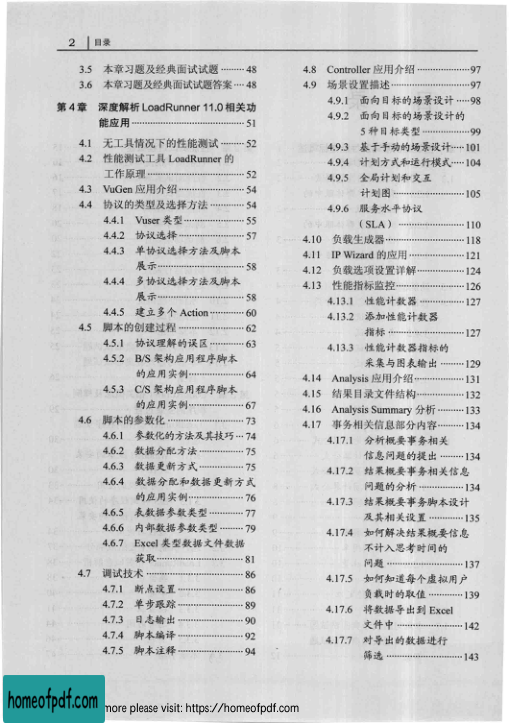 2 目录
3.5 本章习题及经典面试试题 ········· 48
3.6 本章习题及经典面试试题答案 ···· 48
第 4 章 深度解析 LoadRunner 11.0 相关功
能应用 ········· 51
4.1 无工具情况下的性能测试 ········· 52
4.2 性能测试工具 LoadRunner 的
工作原理 ········· 52
4.3 VuGen 应用介绍 ········· 54
4.4 协议的类型及选择方法 ········· 54
4.4.1 Vuser 类型 ········· 55
4.4.2 协议选择 ········· 57
4.4.3 单协议选择方法及脚本
展示 ········· 58
4.4.4 多协议选择方法及脚本
展示 ········· 58
4.4.5 建立多个 Action ········· 60
4.5 脚本的创建过程 ········· 62
4.5.1 协议理解的误区 ········· 63
4.5.2 B/S 架构应用程序脚本
的应用实例 ········· 64
4.5.3 C/S 架构应用程序脚本
的应用实例 ········· 67
4.6 脚本的参数化 ········· 73
4.6.1 参数化的方法及其技巧 ··· 74
4.6.2 数据分配方法 ········· 75
4.6.3 数据更新方式 ········· 75
4.6.4 数据分配和数据更新方式
的应用实例 ········· 76
4.6.5 表数据参数类型 ········· 77
4.6.6 内部数据参数类型 ········· 79
4.6.7 Excel 类型数据文件数据
获取 ········· 81
4.7 调试技术 ········· 86
4.7.1 断点设置 ········· 86
4.7.2 单步跟踪 ········· 89
4.7.3 日志输出 ········· 90
4.7.4 脚本编译 ········· 92
4.7.5 脚本注释 ········· 94
4.8 Controller 应用介绍 ········· 97
4.9 场景设置描述 ········· 97
4.9.1 面向目标的场景设计 ····· 98
4.9.2 面向目标的场景设计的
5 种目标类型 ········· 99
4.9.3 基于手动的场景设计 ····· 101
4.9.4 计划方式和运行模式 ····· 104
4.9.5 全局计划和交互
计划图 ········· 105
4.9.6 服务水平协议
（SLA） ········· 110
4.10 负载生成器 ········· 118
4.11 IP Wizard 的应用 ········· 121
4.12 负载选项设置详解 ········· 124
4.13 性能指标监控 ········· 126
4.13.1 性能计数器 ········· 127
4.13.2 添加性能计数器
指标 ········· 127
4.13.3 性能计数器指标的
采集与图表输出 ········· 129
4.14 Analysis 应用介绍 ········· 131
4.15 结果目录文件结构 ········· 132
4.16 Analysis Summary 分析 ········· 133
4.17 事务相关信息部分内容 ········· 134
4.17.1 分析概要事务相关
信息问题的提出 ········· 134
4.17.2 结果概要事务相关信息
问题的分析 ········· 134
4.17.3 结果概要事务脚本设计
及其相关设置 ········· 135
4.17.4 如何解决结果概要信息
不计入思考时间的
问题 ········· 137
4.17.5 如何知道每个虚拟用户
负载时的取值 ········· 139
4.17.6 将数据导出到 Excel
文件中 ········· 142
4.17.7 对导出的数据进行
筛选 ········· 143
homeofpdf.com
more please visit: https://homeofpdf.com